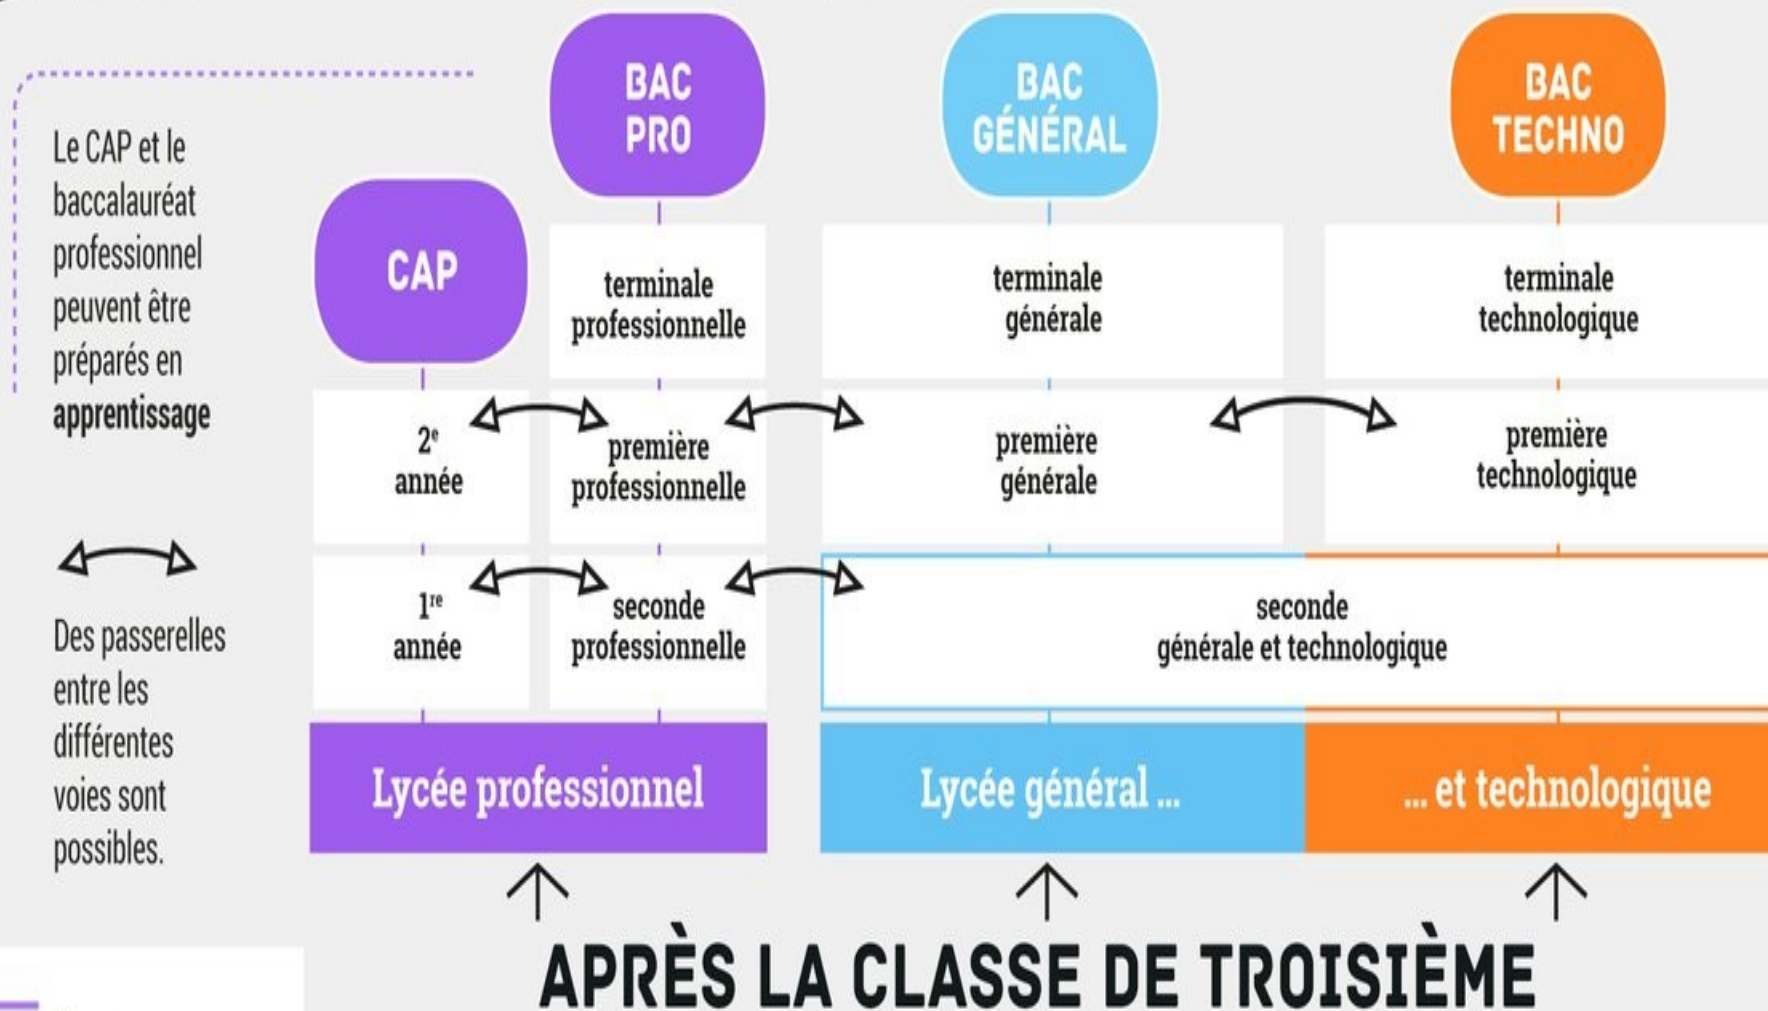 Le CAP et le
baccalauréat
professionnel
peuvent être
préparés en
apprentissage
Des passerelles
entre les
différentes
voies sont
possibles.
CAP
BAC
PRO
BAC
GÉNÉRAL
BAC
TECHNO
terminale
professionnelle
terminale
générale
terminale
technologique
2e
année
première
professionnelle
première
générale
première
technologique
1re
année
seconde
professionnelle
seconde
générale et technologique
Lycée professionnel
Lycée général ...
... et technologique
APRÈS LA CLASSE DE TROISIÈME